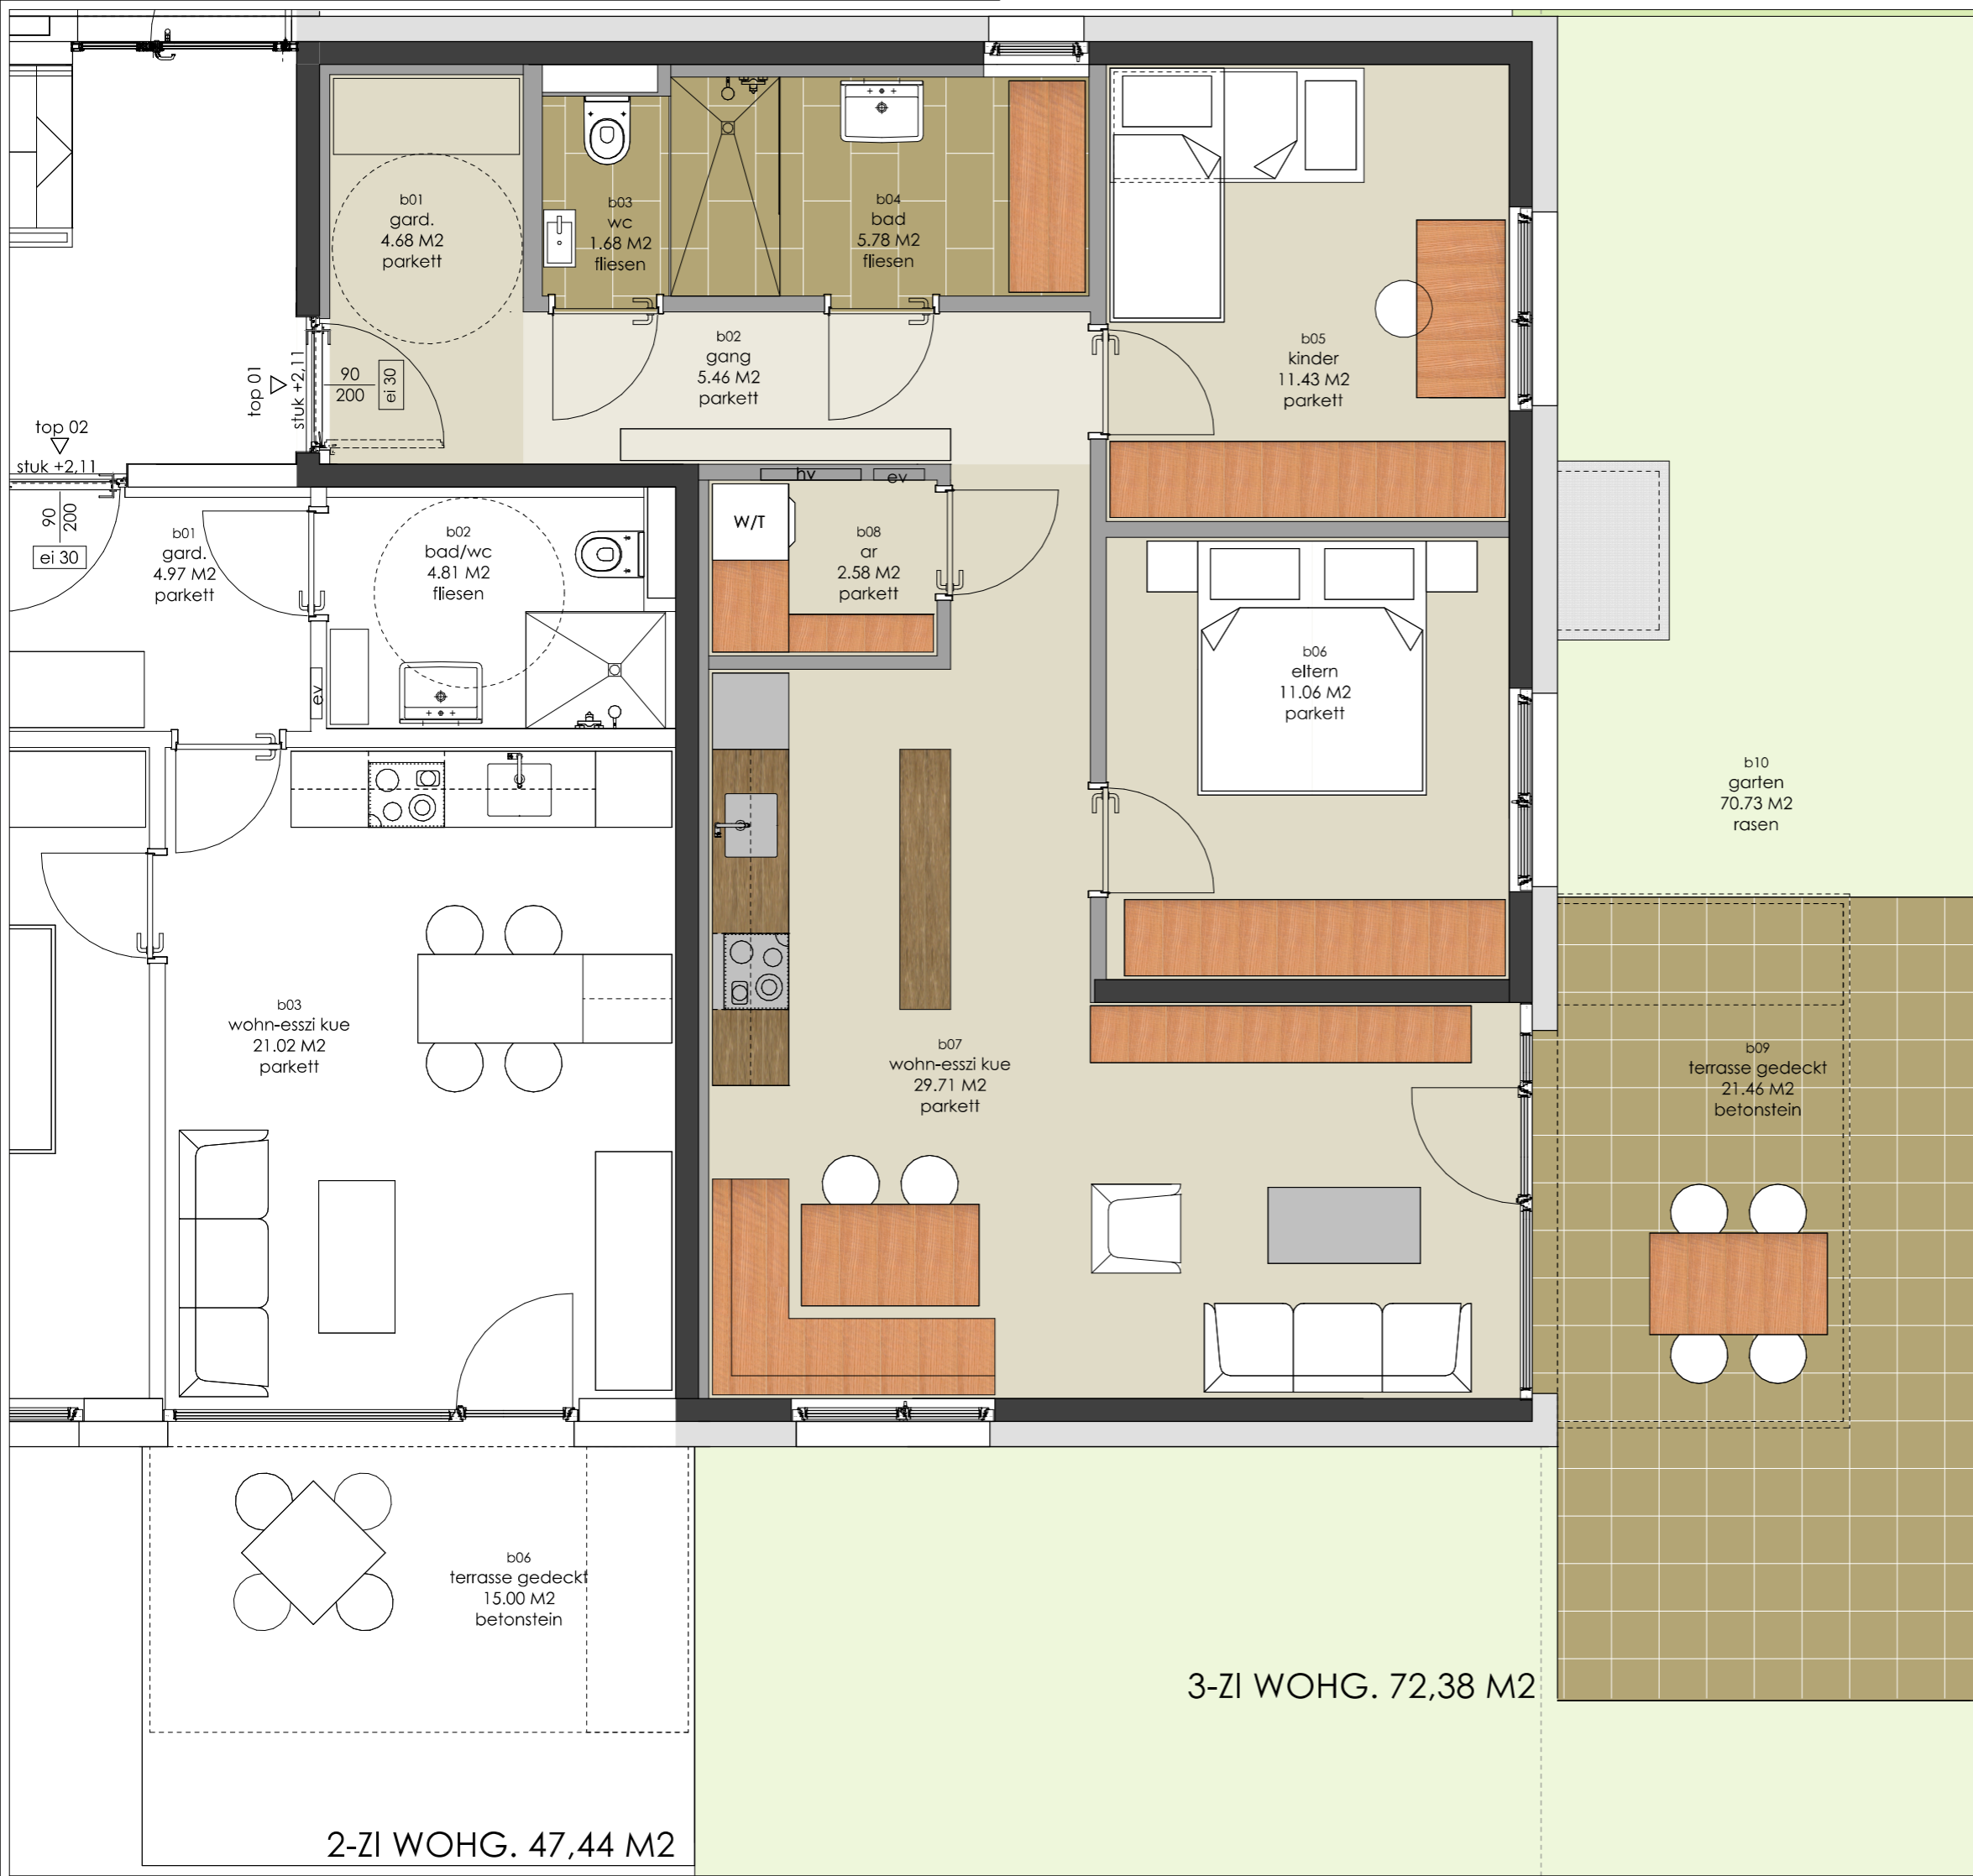 b01
gard.
4.68 M2
parkett
b03
wc
1.68 M2
fliesen
b04
bad
5.78 M2
fliesen
b02
gang
5.46 M2
parkett
b05
kinder
11.43 M2
parkett
top 01
stuk +2,11
90
200
ei 30
top 02
stuk +2,11
90
200
ei 30
b01
gard.
4.97 M2
parkett
b02
bad/wc
4.81 M2
fliesen
ev
hv
ev
W/T
b08
ar
2.58 M2
parkett
b06
eltern
11.06 M2
parkett
b10
garten
70.73 M2
rasen
b03
wohn-esszi kue
21.02 M2
parkett
b07
wohn-esszi kue
29.71 M2
parkett
b09
terrasse gedeckt
21.46 M2
betonstein
b06
terrasse gedeckt
15.00 M2
betonstein
3-ZI WOHG. 72,38 M2
2-ZI WOHG. 47,44 M2